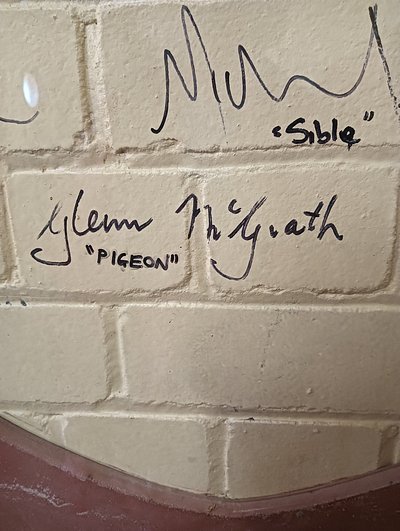 "Sible"
Glenn McGrath
"PIGEON"